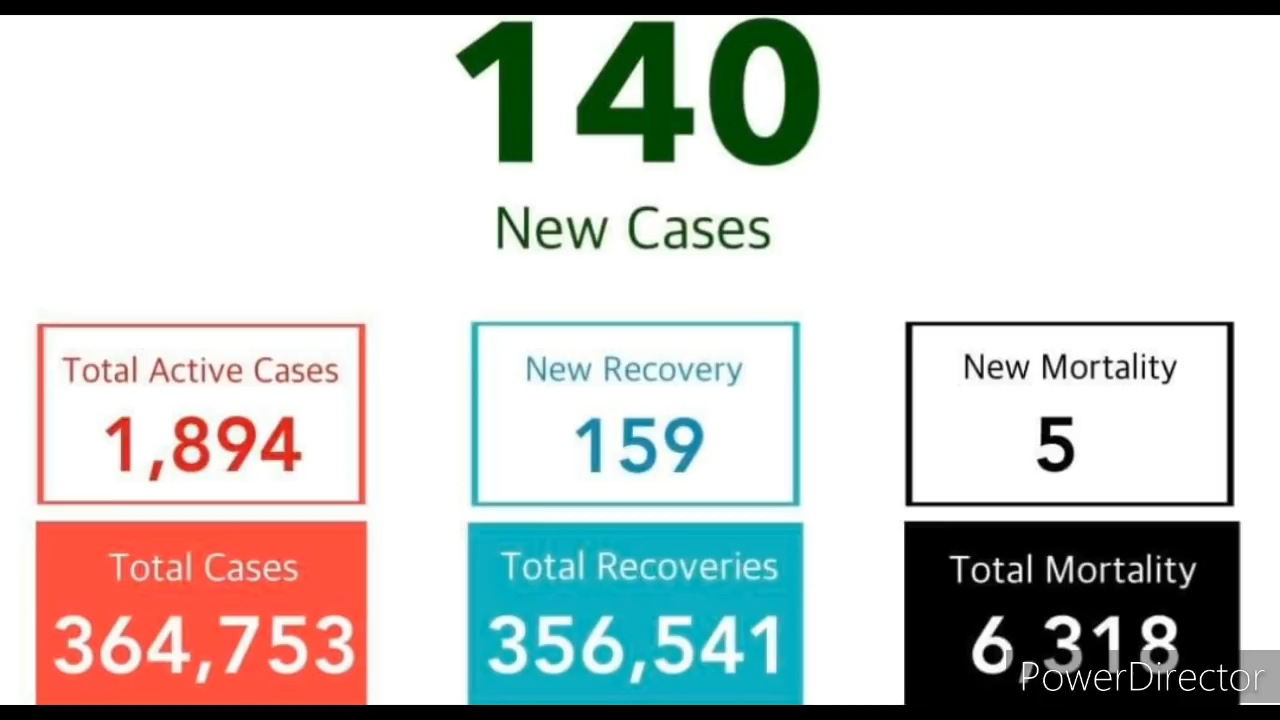 140
New Cases
Total Active Cases
1,894
New Recovery
159
New Mortality
5
Total Cases
364,753
Total Recoveries
356,541
Total Mortality
6,318
PowerDirector